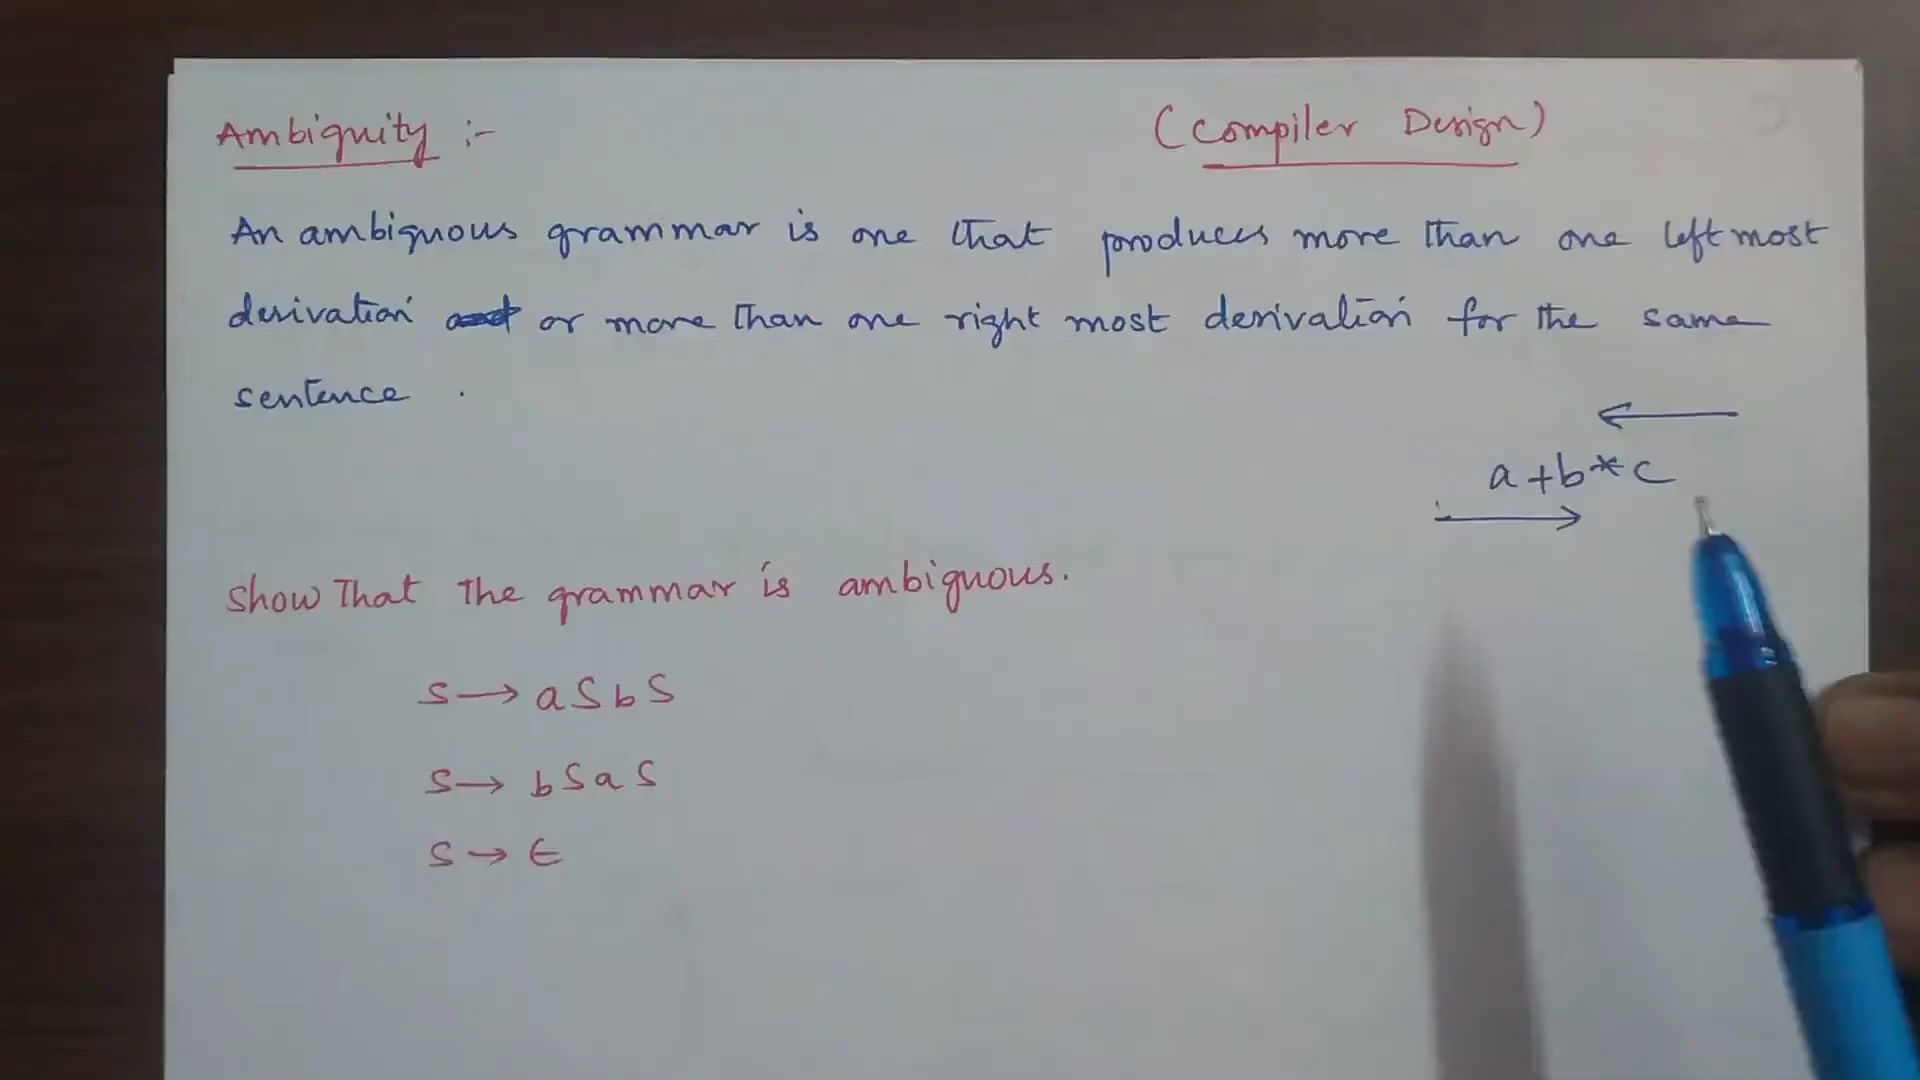 Ambiguity :-
(Compiler Design)
An ambiguous grammar is one that produces more than one left most
derivation or more than one right most derivation for the same
sentence .
a+b*c
Show That the grammar is ambiguous.
S → aSbS
S → bSaS
S → ϵ